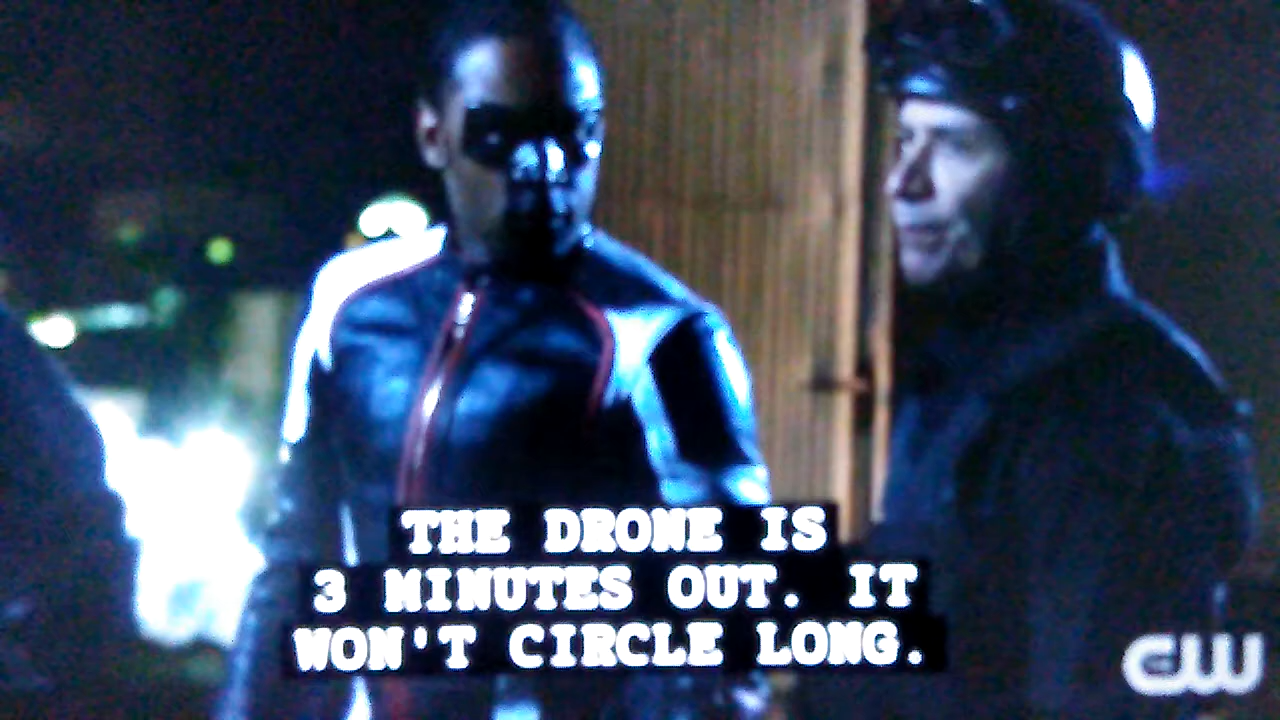 THE DRONE IS
3 MINUTES OUT. IT
WON'T CIRCLE LONG.
CW